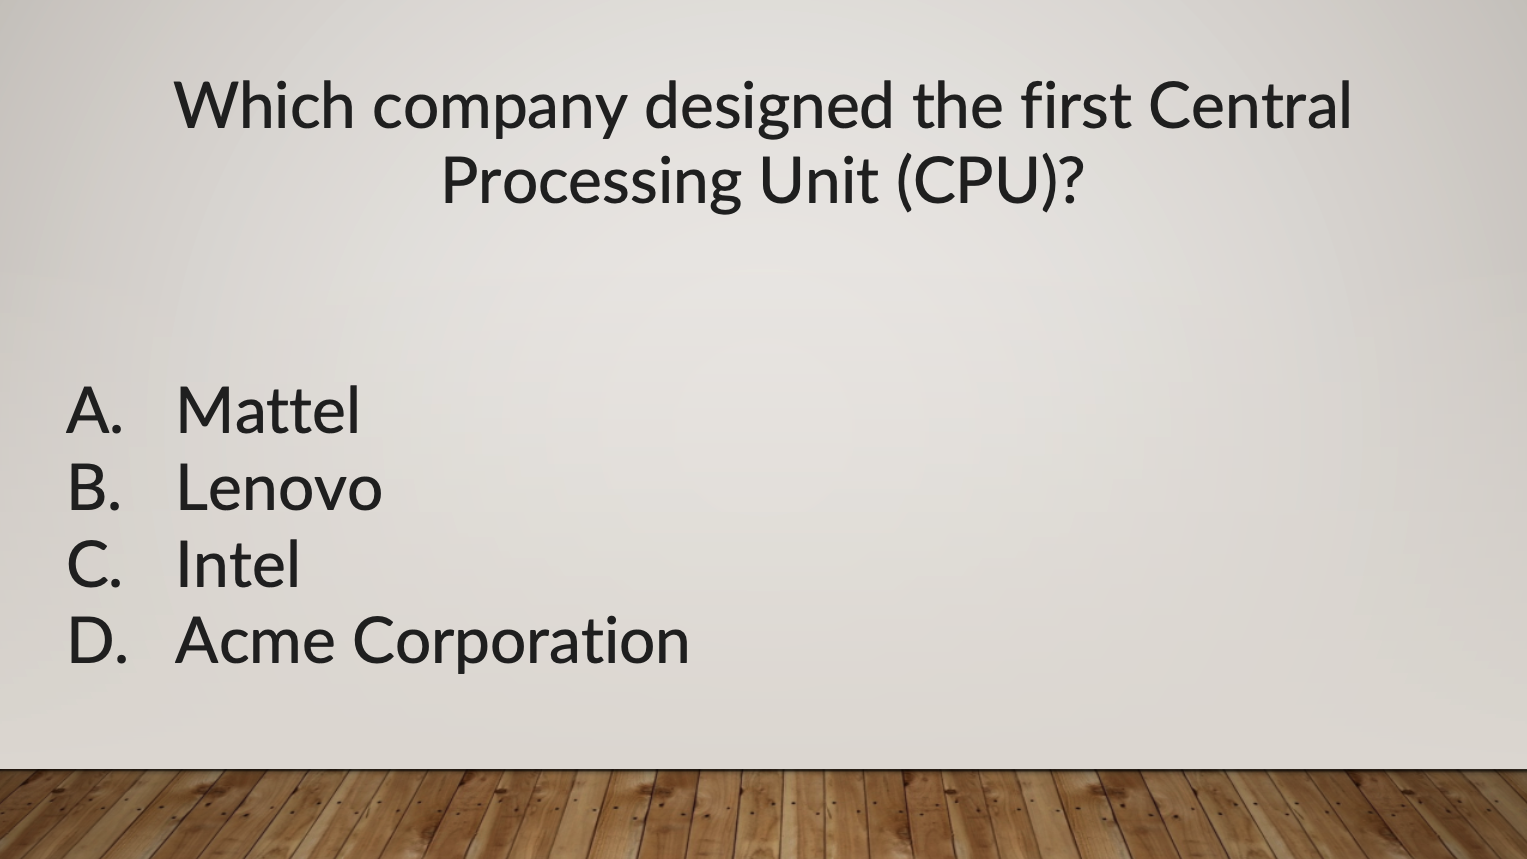 Which company designed the first Central
Processing Unit (CPU)?
A. Mattel
B. Lenovo
C. Intel
D. Acme Corporation